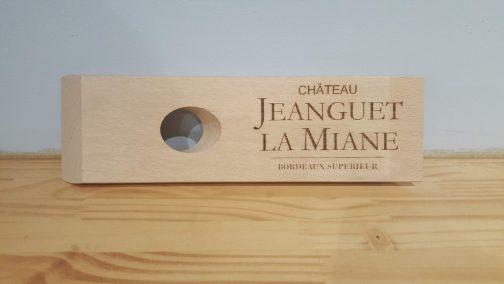 CHÂTEAU
JEANGUET
LA MIANE
BORDEAUX SUPERIEUR